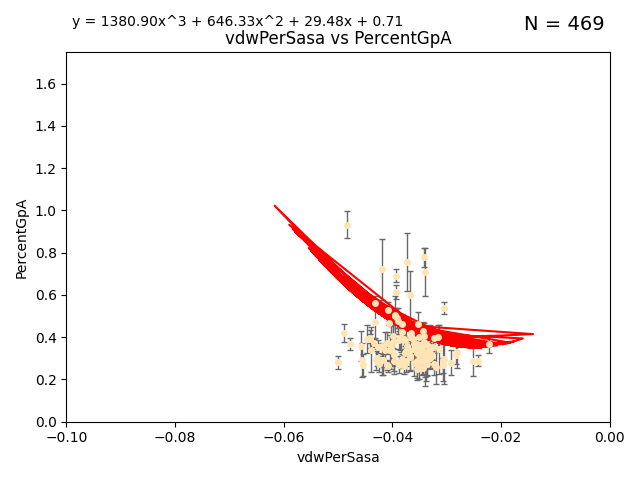 y = 1380.90x^3 + 646.33x^2 + 29.48x + 0.71
N = 469
vdwPerSasa vs PercentGpA
1.6
1.4
1.2
1.0
0.8
0.6
0.4
0.2
0.0
PercentGpA
−0.10 −0.08 −0.06 −0.04 −0.02 0.00
vdwPerSasa